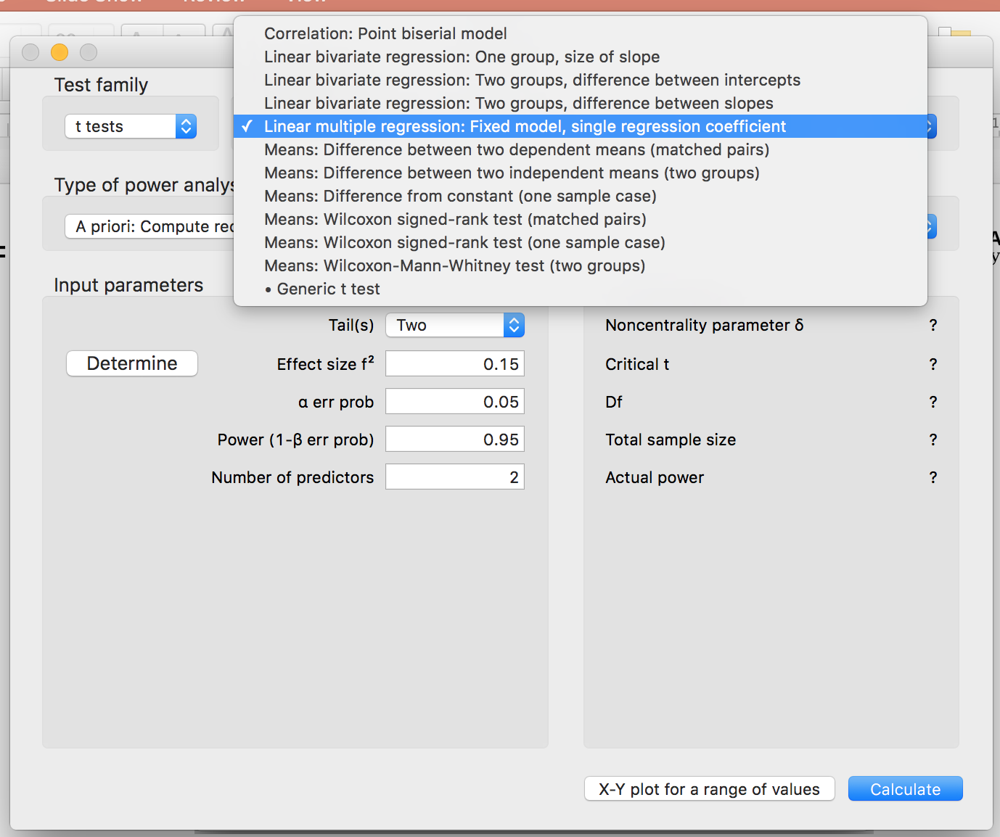 Slide Show Review View
Correlation: Point biserial model
Linear bivariate regression: One group, size of slope
Linear bivariate regression: Two groups, difference between intercepts
Linear bivariate regression: Two groups, difference between slopes
✓ Linear multiple regression: Fixed model, single regression coefficient
Means: Difference between two dependent means (matched pairs)
Means: Difference between two independent means (two groups)
Means: Difference from constant (one sample case)
Means: Wilcoxon signed-rank test (matched pairs)
Means: Wilcoxon signed-rank test (one sample case)
Means: Wilcoxon-Mann-Whitney test (two groups)
• Generic t test
Test family
t tests
Type of power analys
A priori: Compute rec
Input parameters
Tail(s) Two
Determine Effect size f² 0.15
α err prob 0.05
Power (1-β err prob) 0.95
Number of predictors 2
Noncentrality parameter δ ?
Critical t ?
Df ?
Total sample size ?
Actual power ?
X-Y plot for a range of values Calculate